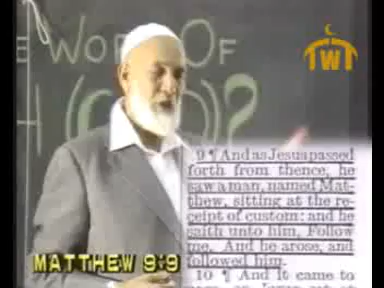 E WORD OF
H ( )?
9 ¶ And as Jesus passed
forth from thence, he
saw a man, named Mat-
thew, sitting at the re-
ceipt of custom: and he
saith unto him, Follow
me. And he arose, and
followed him.
10 ¶ And it came to
MATTHEW 9:9